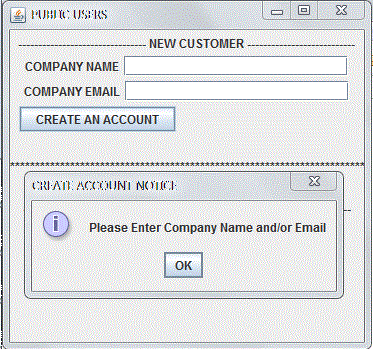 PUBLIC USERS
---------------------------------- NEW CUSTOMER -----------------------------
COMPANY NAME
COMPANY EMAIL
CREATE AN ACCOUNT
***********************************************************************
CREATE ACCOUNT NOTICE
Please Enter Company Name and/or Email
OK